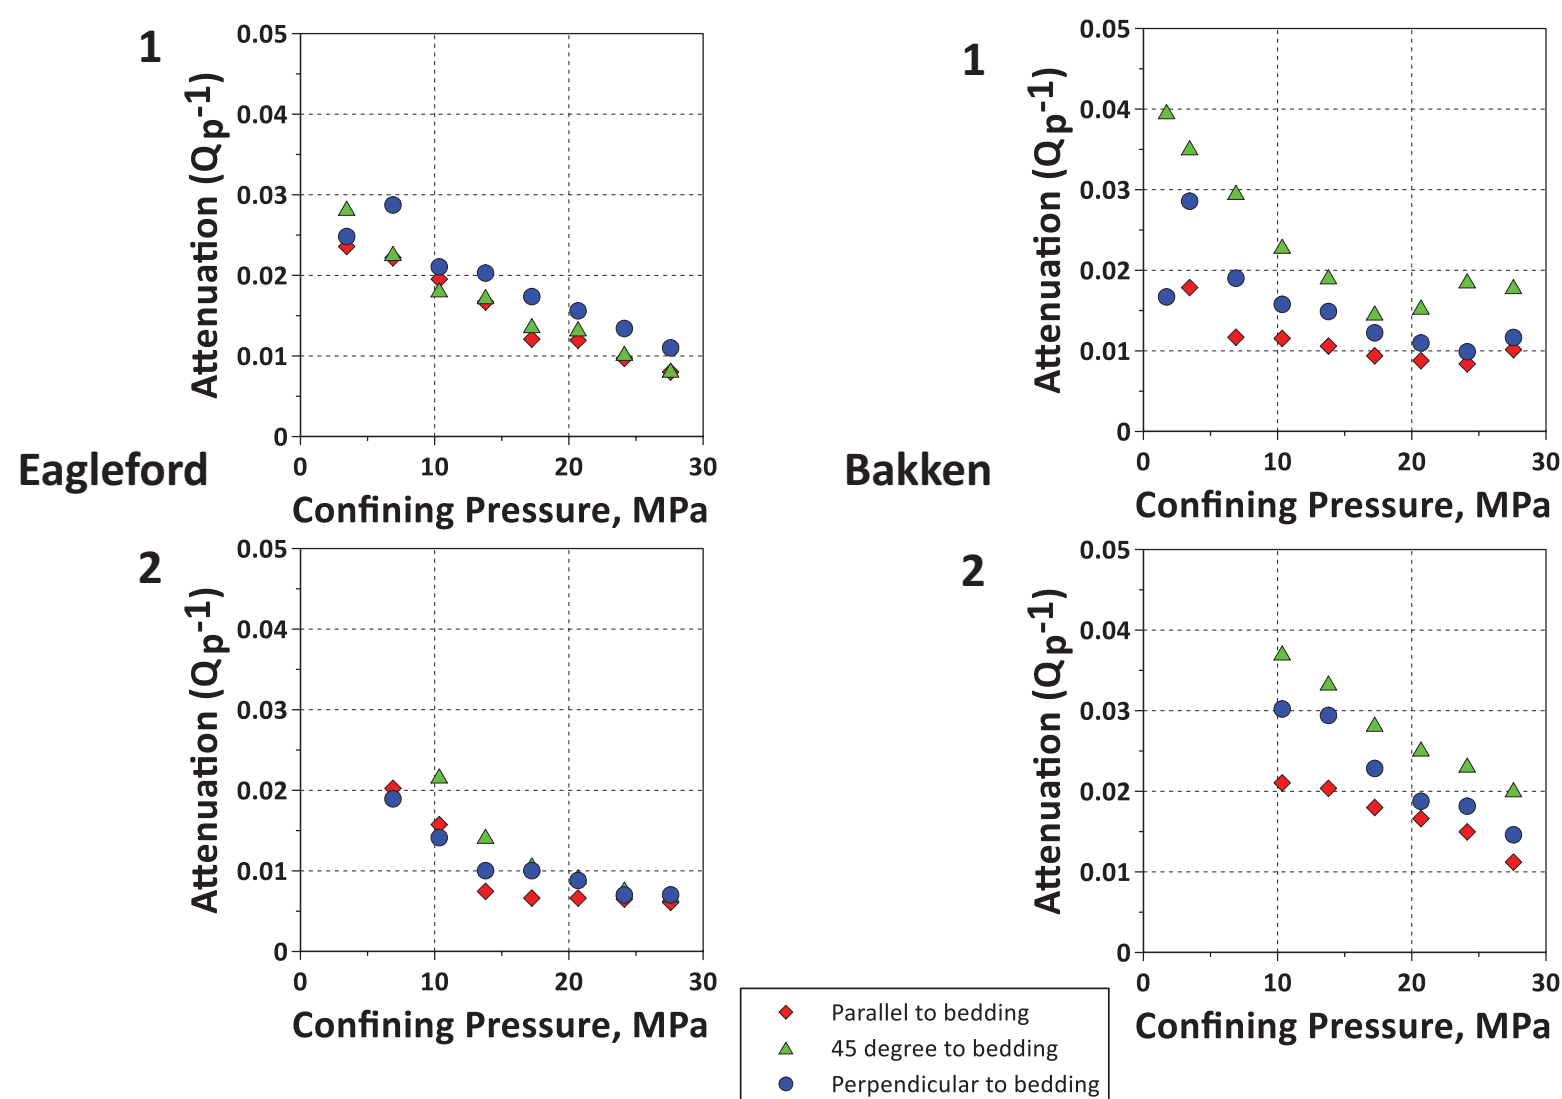 1
0.05
0.04
0.03
0.02
0.01
0
Attenuation (Qp-1)
0 10 20 30
Confining Pressure, MPa
1
0.05
0.04
0.03
0.02
0.01
0
Attenuation (Qp-1)
0 10 20 30
Confining Pressure, MPa
Eagleford
Bakken
2
0.05
0.04
0.03
0.02
0.01
0
Attenuation (Qp-1)
0 10 20 30
Confining Pressure, MPa
2
0.05
0.04
0.03
0.02
0.01
0
Attenuation (Qp-1)
0 10 20 30
Confining Pressure, MPa
Parallel to bedding
45 degree to bedding
Perpendicular to bedding